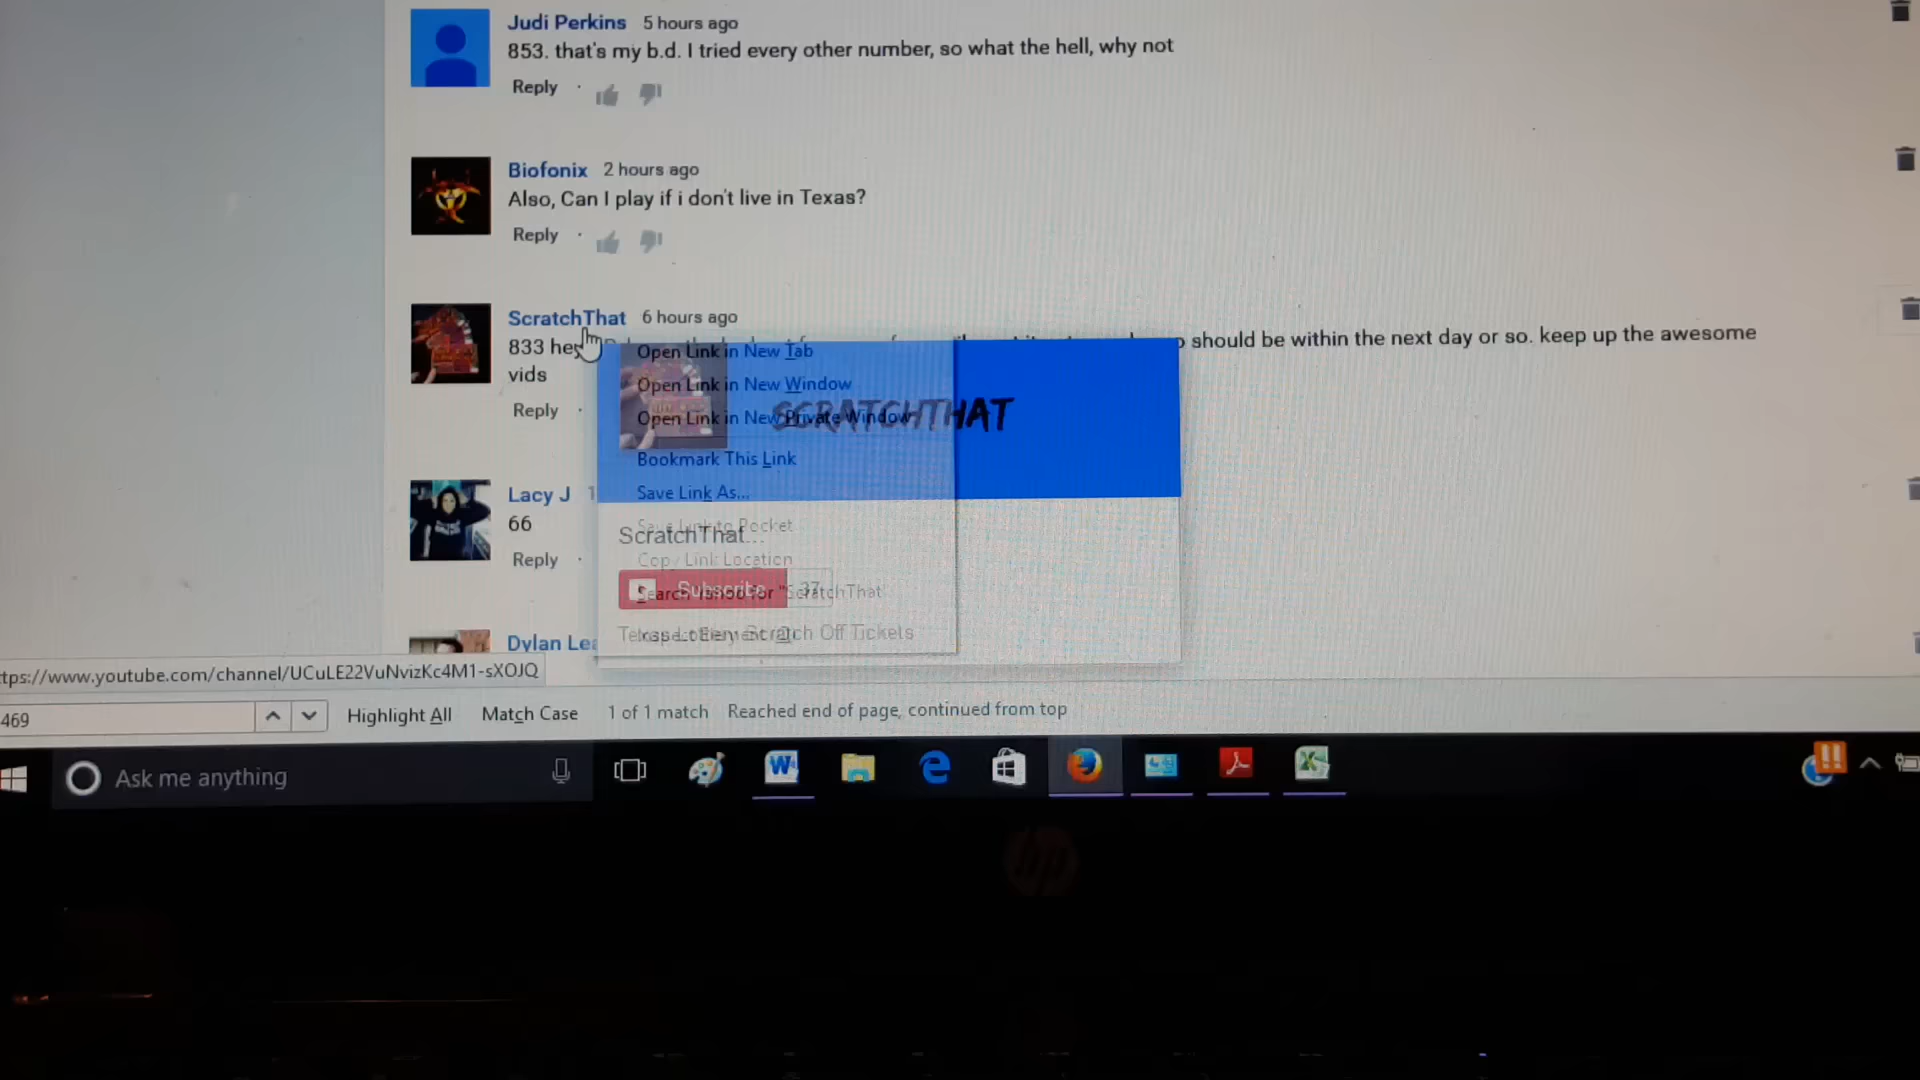 Judi Perkins 5 hours ago
853. that's my b.d. I tried every other number, so what the hell, why not
Reply ·
Biofonix 2 hours ago
Also, Can I play if i don't live in Texas?
Reply ·
ScratchThat 6 hours ago
833 should be within the next day or so. keep up the awesome
vids
Reply ·
Open Link in New Tab
Open Link in New Window
Open Link in New Private Window
SCRATCHTHAT
Bookmark This Link
Save Link As...
Save Link to Pocket
ScratchThat...
Copy Link Location
Subscribe 37
Search Yahoo for "ScratchThat"
Texas Lottery Scratch Off Tickets
Lacy J
66
Reply ·
Dylan
tps://www.youtube.com/channel/UCuLE22VuNvizKc4M1-sXOJQ
469
Highlight All Match Case 1 of 1 match Reached end of page, continued from top
Ask me anything
hp